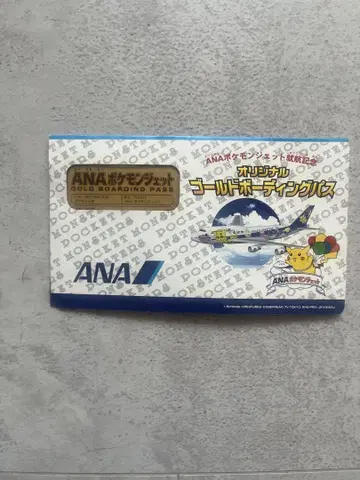 ANAポケモンジェット
GOLD BOARDING PASS
ANAポケモンジェット就航記念
オリジナル
ゴールドボーディングパス
ANA
ANAポケモンジェット
POCKET MONSTERS